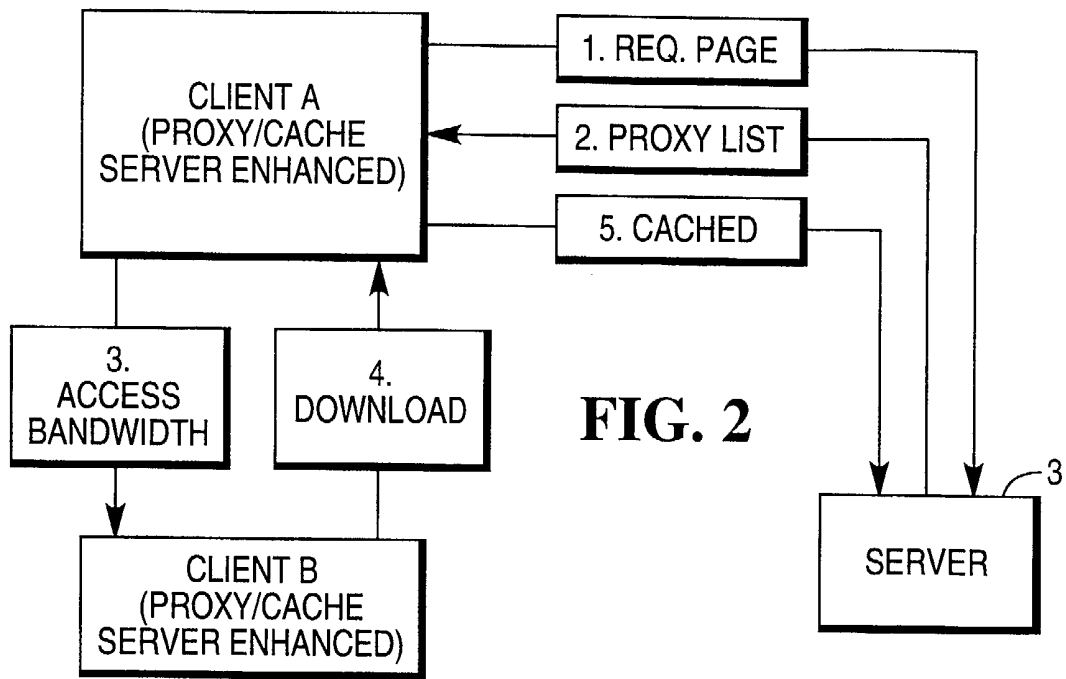 CLIENT A
(PROXY/CACHE
SERVER ENHANCED)
1. REQ. PAGE
2. PROXY LIST
5. CACHED
3.
ACCESS
BANDWIDTH
4.
DOWNLOAD
FIG. 2
3
SERVER
CLIENT B
(PROXY/CACHE
SERVER ENHANCED)